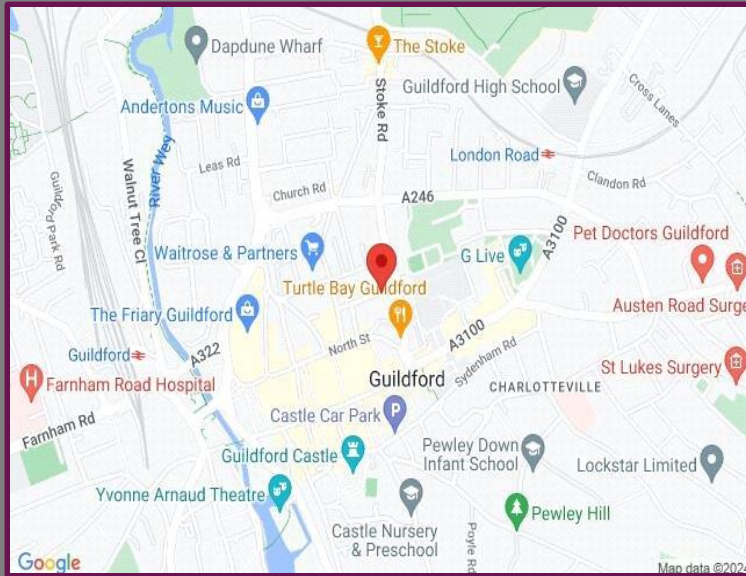 Dapdune Wharf
The Stoke
Guildford High School
Andertons Music
Stoke Rd
Cross Lanes
River Wey
Walnut Tree Cl
Leas Rd
London Road
Guildford Park Rd
Church Rd
A246
Clandon Rd
A3100
Waitrose & Partners
G Live
Pet Doctors Guildford
Turtle Bay Guildford
The Friary Guildford
Austen Road Surge
North St
A3100
Guildford
A322
Sydenham Rd
St Lukes Surgery
Farnham Road Hospital
Guildford
CHARLOTTEVILLE
Farnham Rd
Castle Car Park
P
H
Guildford Castle
Pewley Down
Infant School
Lockstar Limited
Yvonne Arnaud Theatre
Castle Nursery
& Preschool
Poyle Rd
Pewley Hill
Google
Map data ©2024